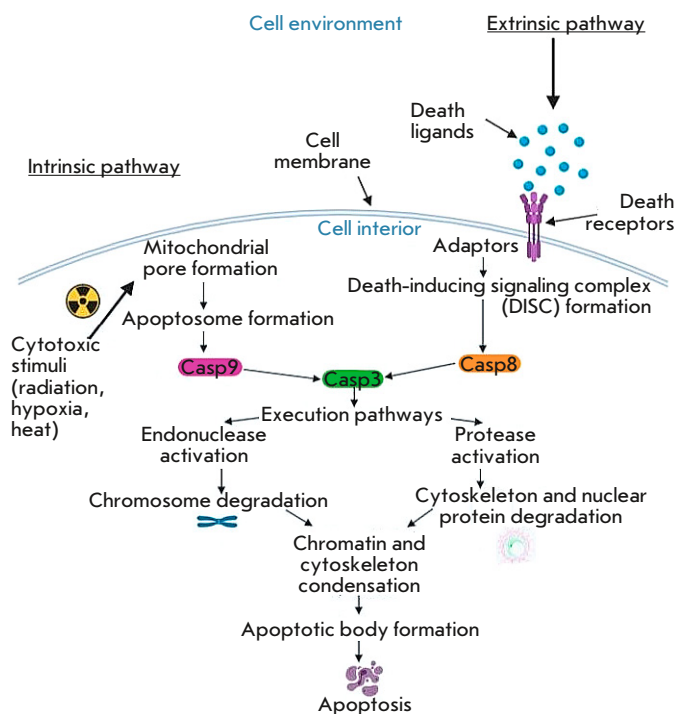 Cell environment
Extrinsic pathway
Death
ligands
Cell
membrane
Intrinsic pathway
Death
receptors
Cell interior
Adaptors
Mitochondrial
pore formation
Death-inducing signaling complex
(DISC) formation
Apoptosome formation
Cytotoxic
stimuli
(radiation,
hypoxia,
heat)
Casp9
Casp3
Casp8
Execution pathways
Endonuclease
activation
Protease
activation
Chromosome degradation
Cytoskeleton and nuclear
protein degradation
Chromatin and
cytoskeleton
condensation
Apoptotic body formation
Apoptosis